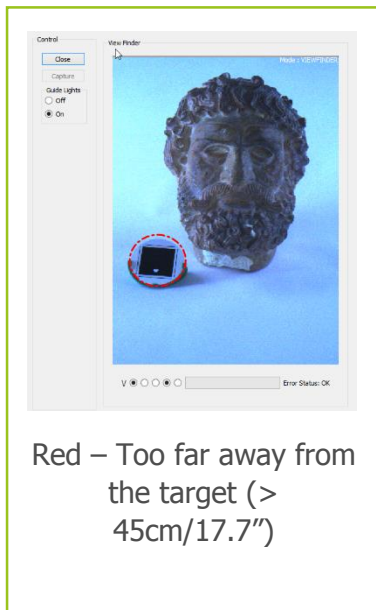 Control
Close
Capture
Guide Lights
Off
On
View Finder
Mode : VIEWFINDER
V
Error Status: OK
Red – Too far away from
the target (>
45cm/17.7”)